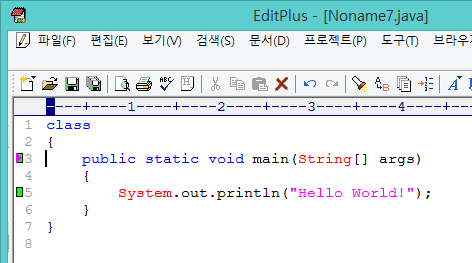 EditPlus - [Noname7.java]
파일(F) 편집(E) 보기(V) 검색(S) 문서(D) 프로젝트(P) 도구(T) 브라우
----+----1----+----2----+----3----+----4----+--
1 class
2 {
3     public static void main(String[] args)
4     {
5         System.out.println("Hello World!");
6     }
7 }
8